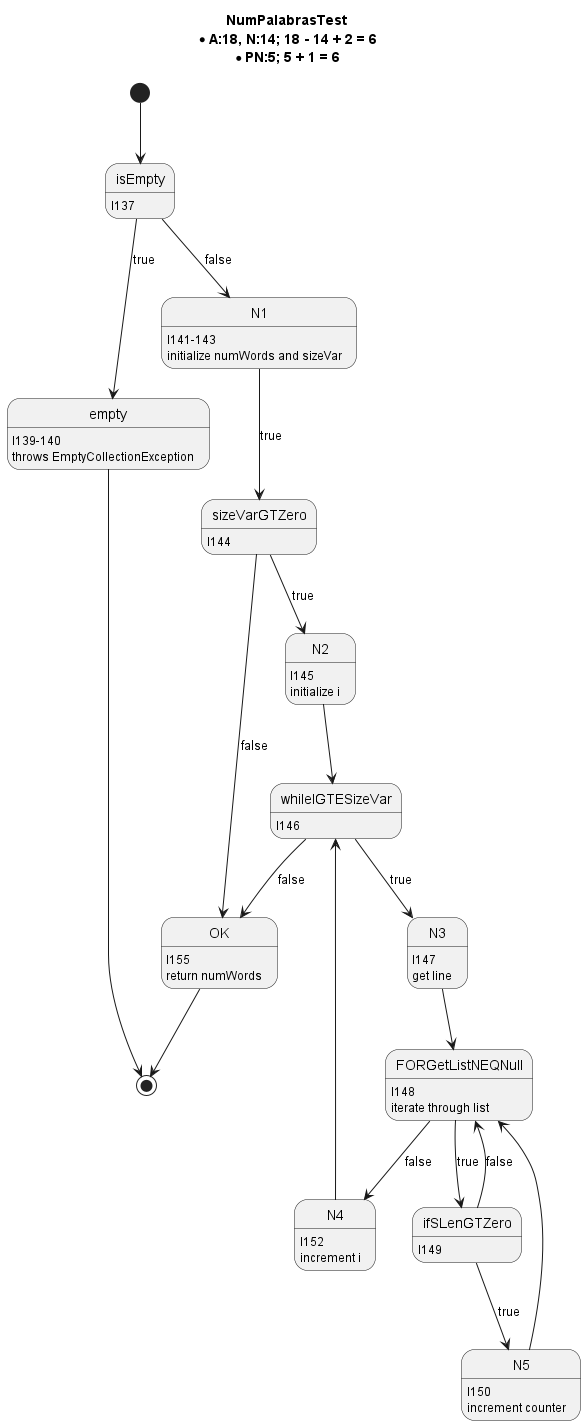 NumPalabrasTest
• A:18, N:14; 18 - 14 + 2 = 6
• PN:5; 5 + 1 = 6
isEmpty
l137
true
false
N1
l141-143
initialize numWords and sizeVar
empty
l139-140
throws EmptyCollectionException
true
sizeVarGTZero
l144
true
N2
l145
initialize i
false
whileIGTESizeVar
l146
false
true
OK
l155
return numWords
N3
l147
get line
FORGetListNEQNull
l148
iterate through list
false
true
false
N4
l152
increment i
ifSLenGTZero
l149
true
N5
l150
increment counter